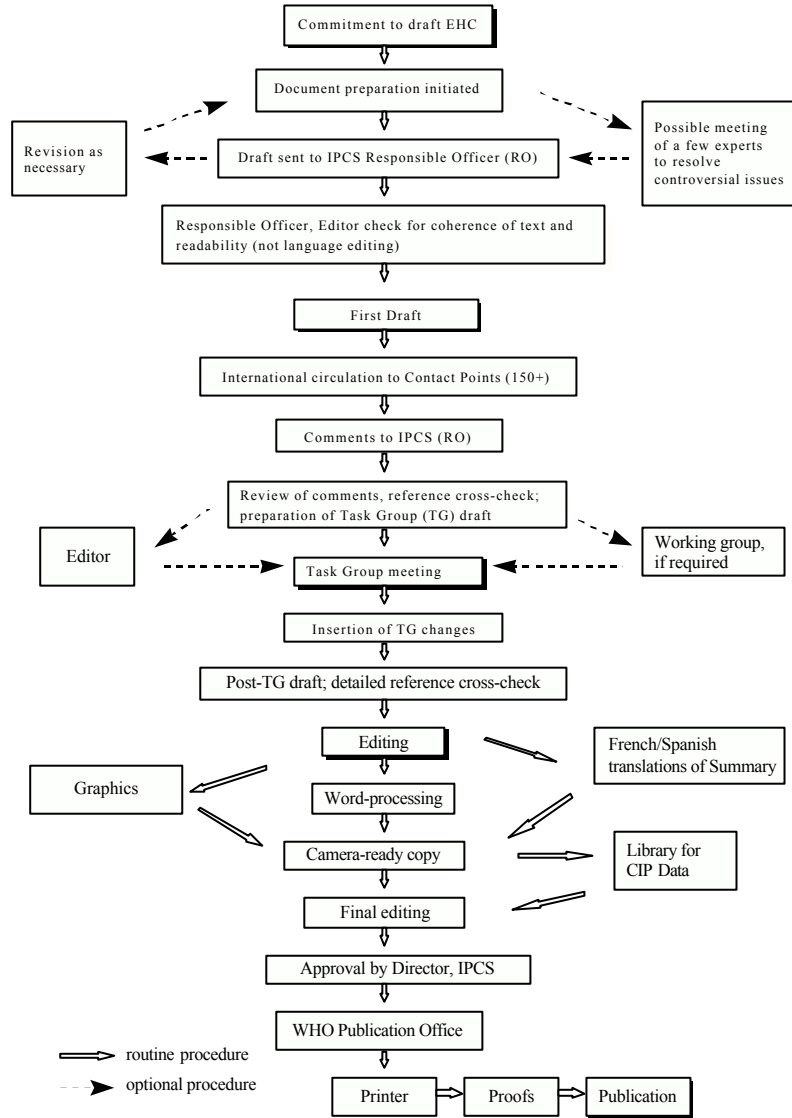 Commitment to draft EHC
Document preparation initiated
Revision as
necessary
Possible meeting
of a few experts
to resolve
controversial issues
Draft sent to IPCS Responsible Officer (RO)
Responsible Officer, Editor check for coherence of text and
readability (not language editing)
First Draft
International circulation to Contact Points (150+)
Comments to IPCS (RO)
Review of comments, reference cross-check;
preparation of Task Group (TG) draft
Editor
Working group,
if required
Task Group meeting
Insertion of TG changes
Post-TG draft; detailed reference cross-check
Editing
French/Spanish
translations of Summary
Graphics
Word-processing
Camera-ready copy
Library for
CIP Data
Final editing
Approval by Director, IPCS
WHO Publication Office
routine procedure
optional procedure
Printer
Proofs
Publication